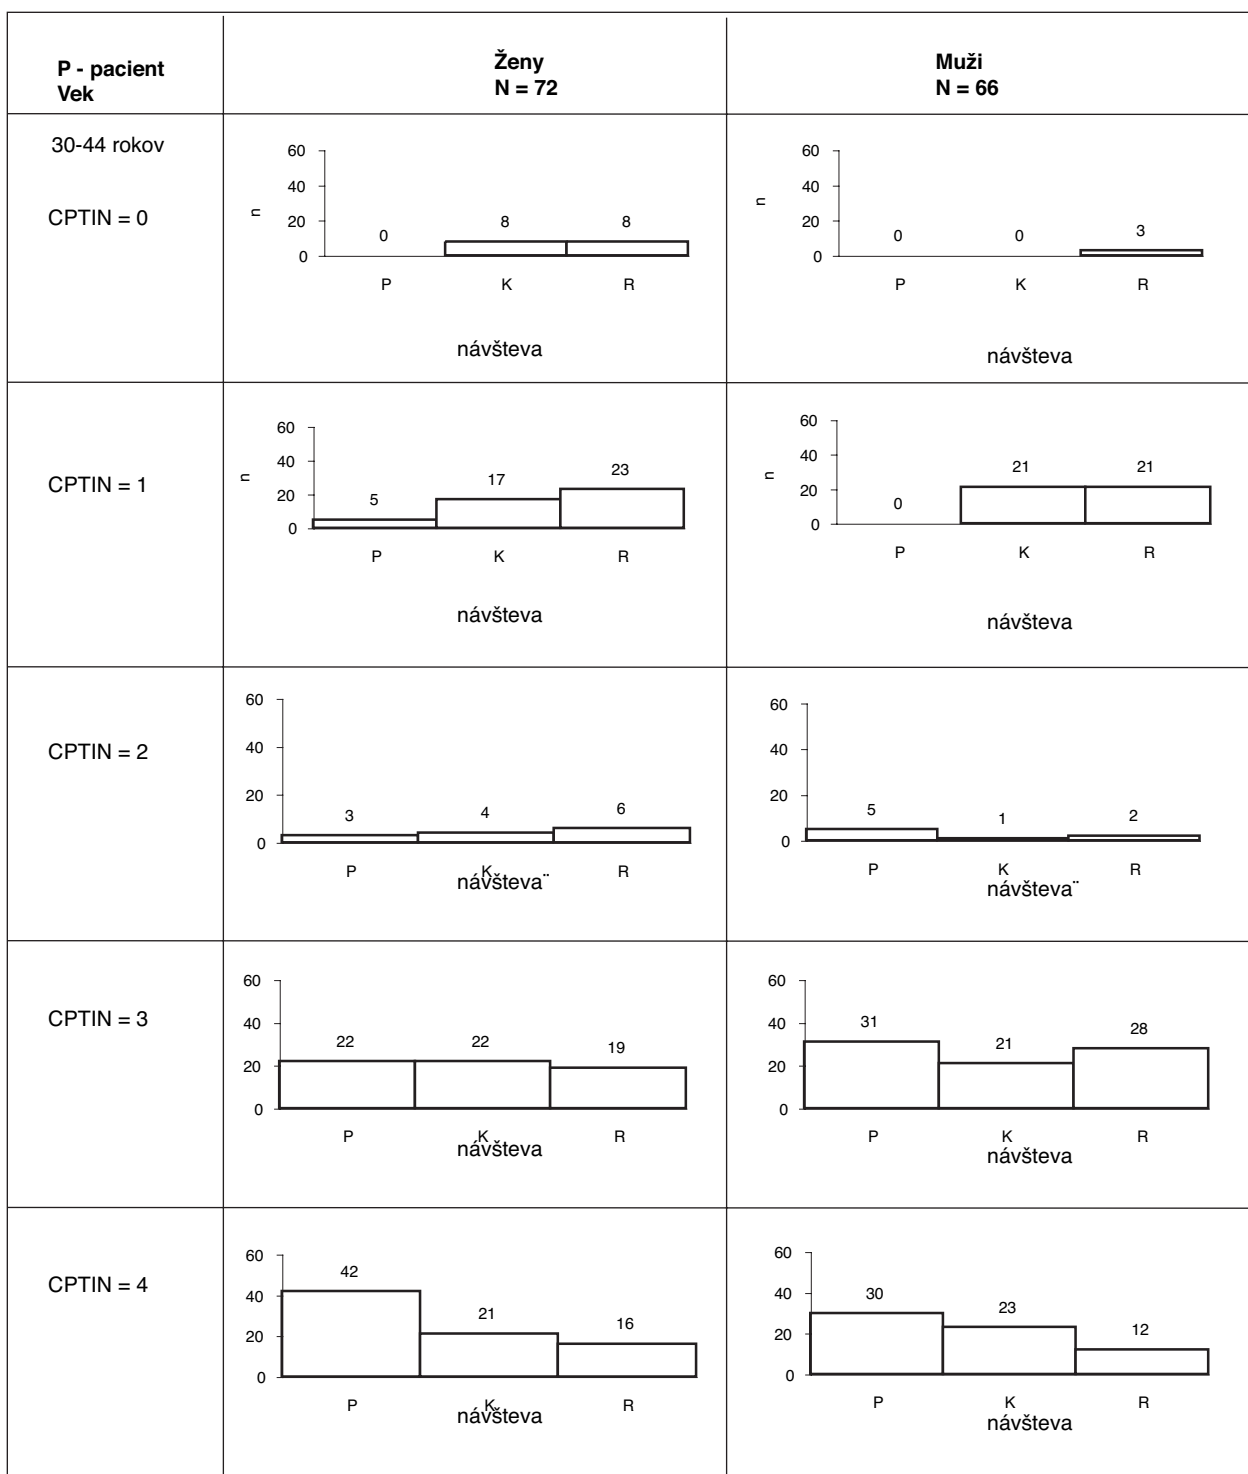 P - pacient
Vek
Ženy
N = 72
Muži
N = 66
30-44 rokov
CPTIN = 0
60
40
20
0
n
0
8
8
P K R
návšteva
60
40
20
0
n
0
0
3
P K R
návšteva
CPTIN = 1
60
40
20
0
n
5
17
23
P K R
návšteva
60
40
20
0
n
0
21
21
P K R
návšteva
CPTIN = 2
60
40
20
0
3
4
6
P K R
návšteva¨
60
40
20
0
5
1
2
P K R
návšteva¨
CPTIN = 3
60
40
20
0
22
22
19
P K R
návšteva
60
40
20
0
31
21
28
P K R
návšteva
CPTIN = 4
60
40
20
0
42
21
16
P K R
návšteva
60
40
20
0
30
23
12
P K R
návšteva